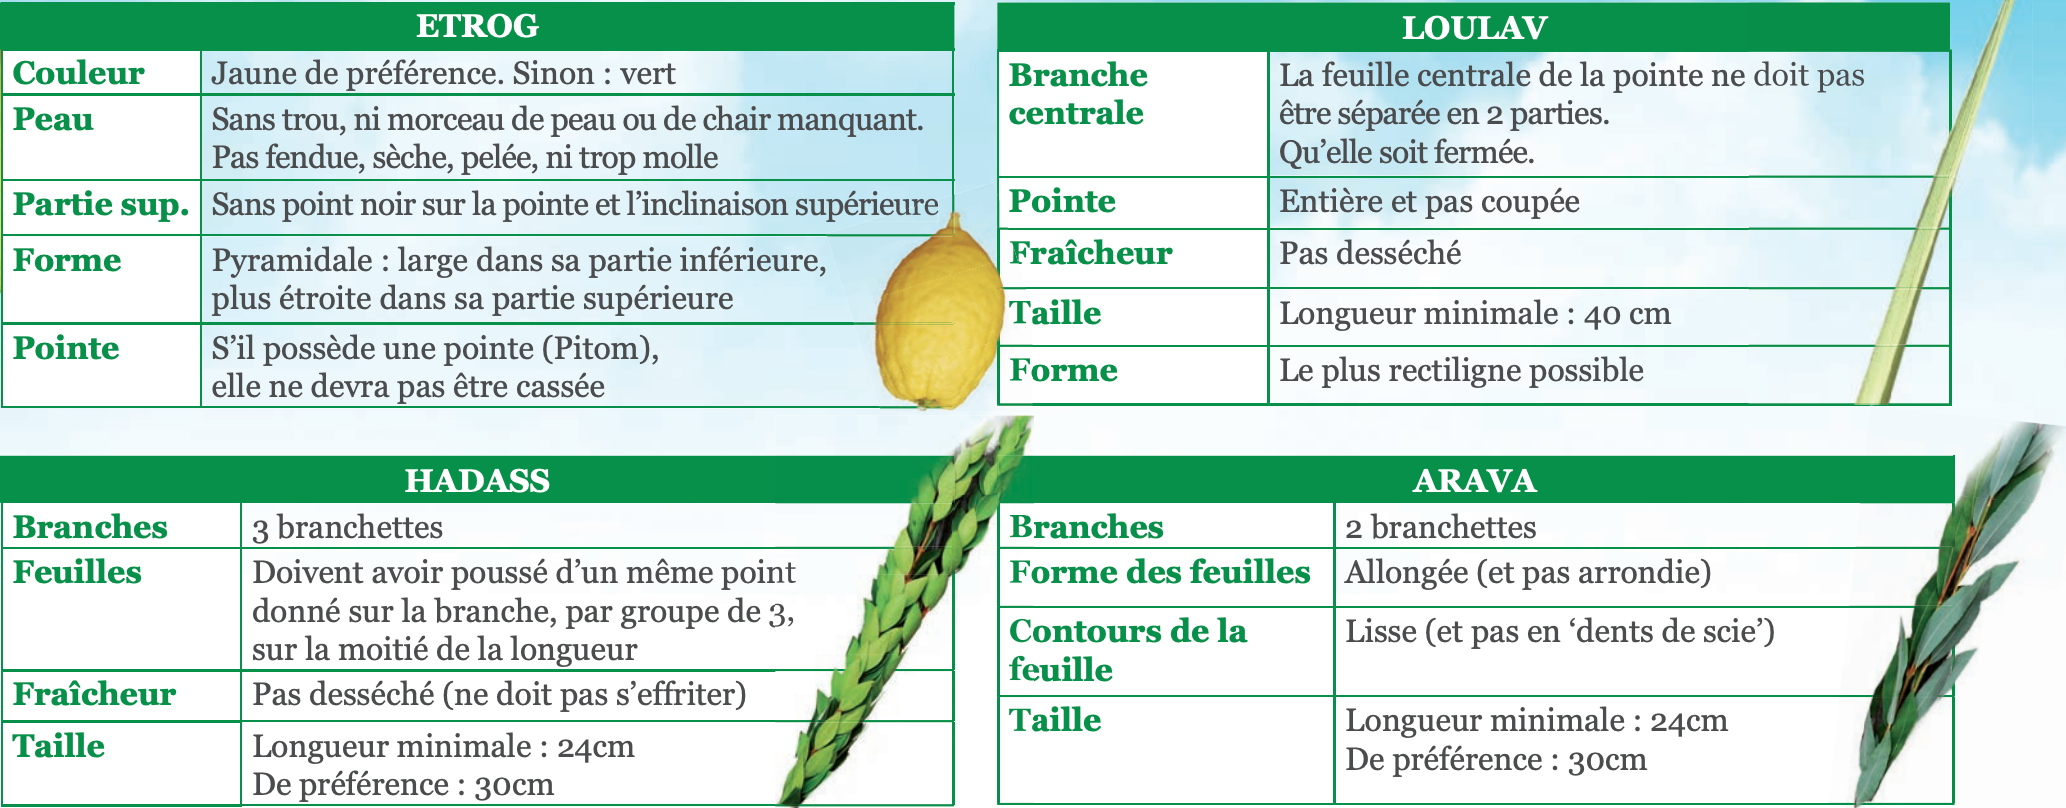 ETROG
Couleur Jaune de préférence. Sinon : vert
Peau Sans trou, ni morceau de peau ou de chair manquant.
Pas fendue, sèche, pelée, ni trop molle
Partie sup. Sans point noir sur la pointe et l’inclinaison supérieure
Forme Pyramidale : large dans sa partie inférieure,
plus étroite dans sa partie supérieure
Pointe S’il possède une pointe (Pitom),
elle ne devra pas être cassée
LOULAV
Branche La feuille centrale de la pointe ne doit pas
centrale être séparée en 2 parties.
Qu’elle soit fermée.
Pointe Entière et pas coupée
Fraîcheur Pas desséché
Taille Longueur minimale : 40 cm
Forme Le plus rectiligne possible
HADASS
Branches 3 branchettes
Feuilles Doivent avoir poussé d’un même point
donné sur la branche, par groupe de 3,
sur la moitié de la longueur
Fraîcheur Pas desséché (ne doit pas s’effriter)
Taille Longueur minimale : 24cm
De préférence : 30cm
ARAVA
Branches 2 branchettes
Forme des feuilles Allongée (et pas arrondie)
Contours de la Lisse (et pas en ‘dents de scie’)
feuille
Taille Longueur minimale : 24cm
De préférence : 30cm